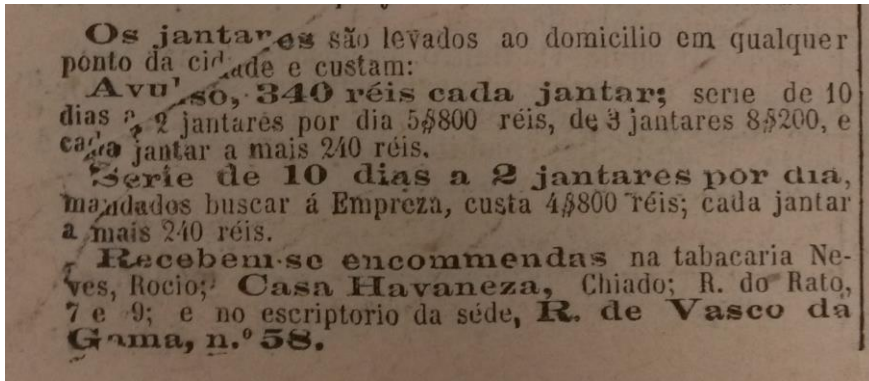 Os jantares são levados ao domicilio em qualquer
ponto da cidade e custam:
Avulso, 340 réis cada jantar; serie de 10
dias a 2 jantares por dia 5$800 réis, de 3 jantares 8$200, e
cada jantar a mais 240 réis.
Serie de 10 dias a 2 jantares por dia,
mandados buscar á Empreza, custa 4$800 réis; cada jantar
a mais 240 réis.
Recebem-se encommendas na tabacaria Ne-
ves, Rocio; Casa Havaneza, Chiado; R. do Rato,
7 e 9; e no escriptorio da séde, R. de Vasco da
Gama, n.º 58.